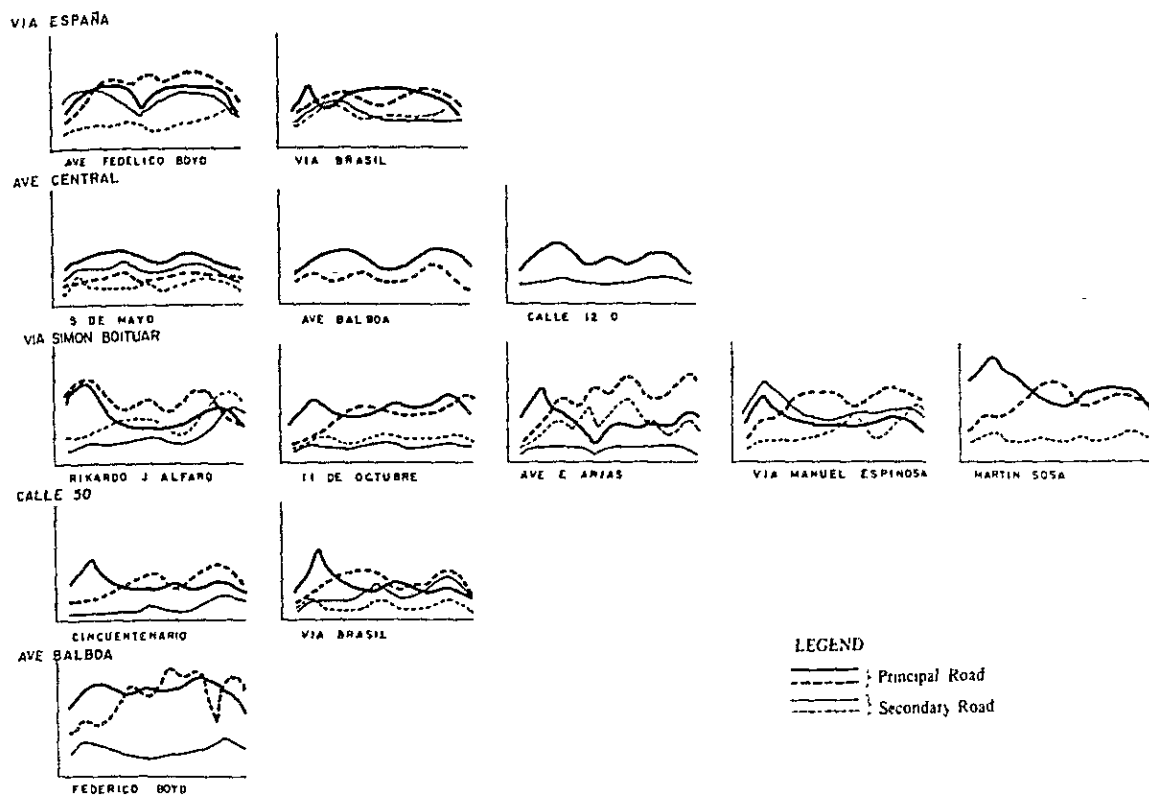 VIA ESPAÑA
AVE FEDELICO BOYD
VIA BRASIL
AVE CENTRAL
5 DE MAYO
AVE BALBOA
CALLE 12 O
VIA SIMON BOITUAR
RIKARDO J ALFARO
11 DE OCTUBRE
AVE E ARIAS
VIA MANUEL ESPINOSA
MARTIN SOSA
CALLE 50
CINCUENTENARIO
VIA BRASIL
AVE BALBOA
FEDERICO BOYD
LEGEND
Principal Road
Secondary Road